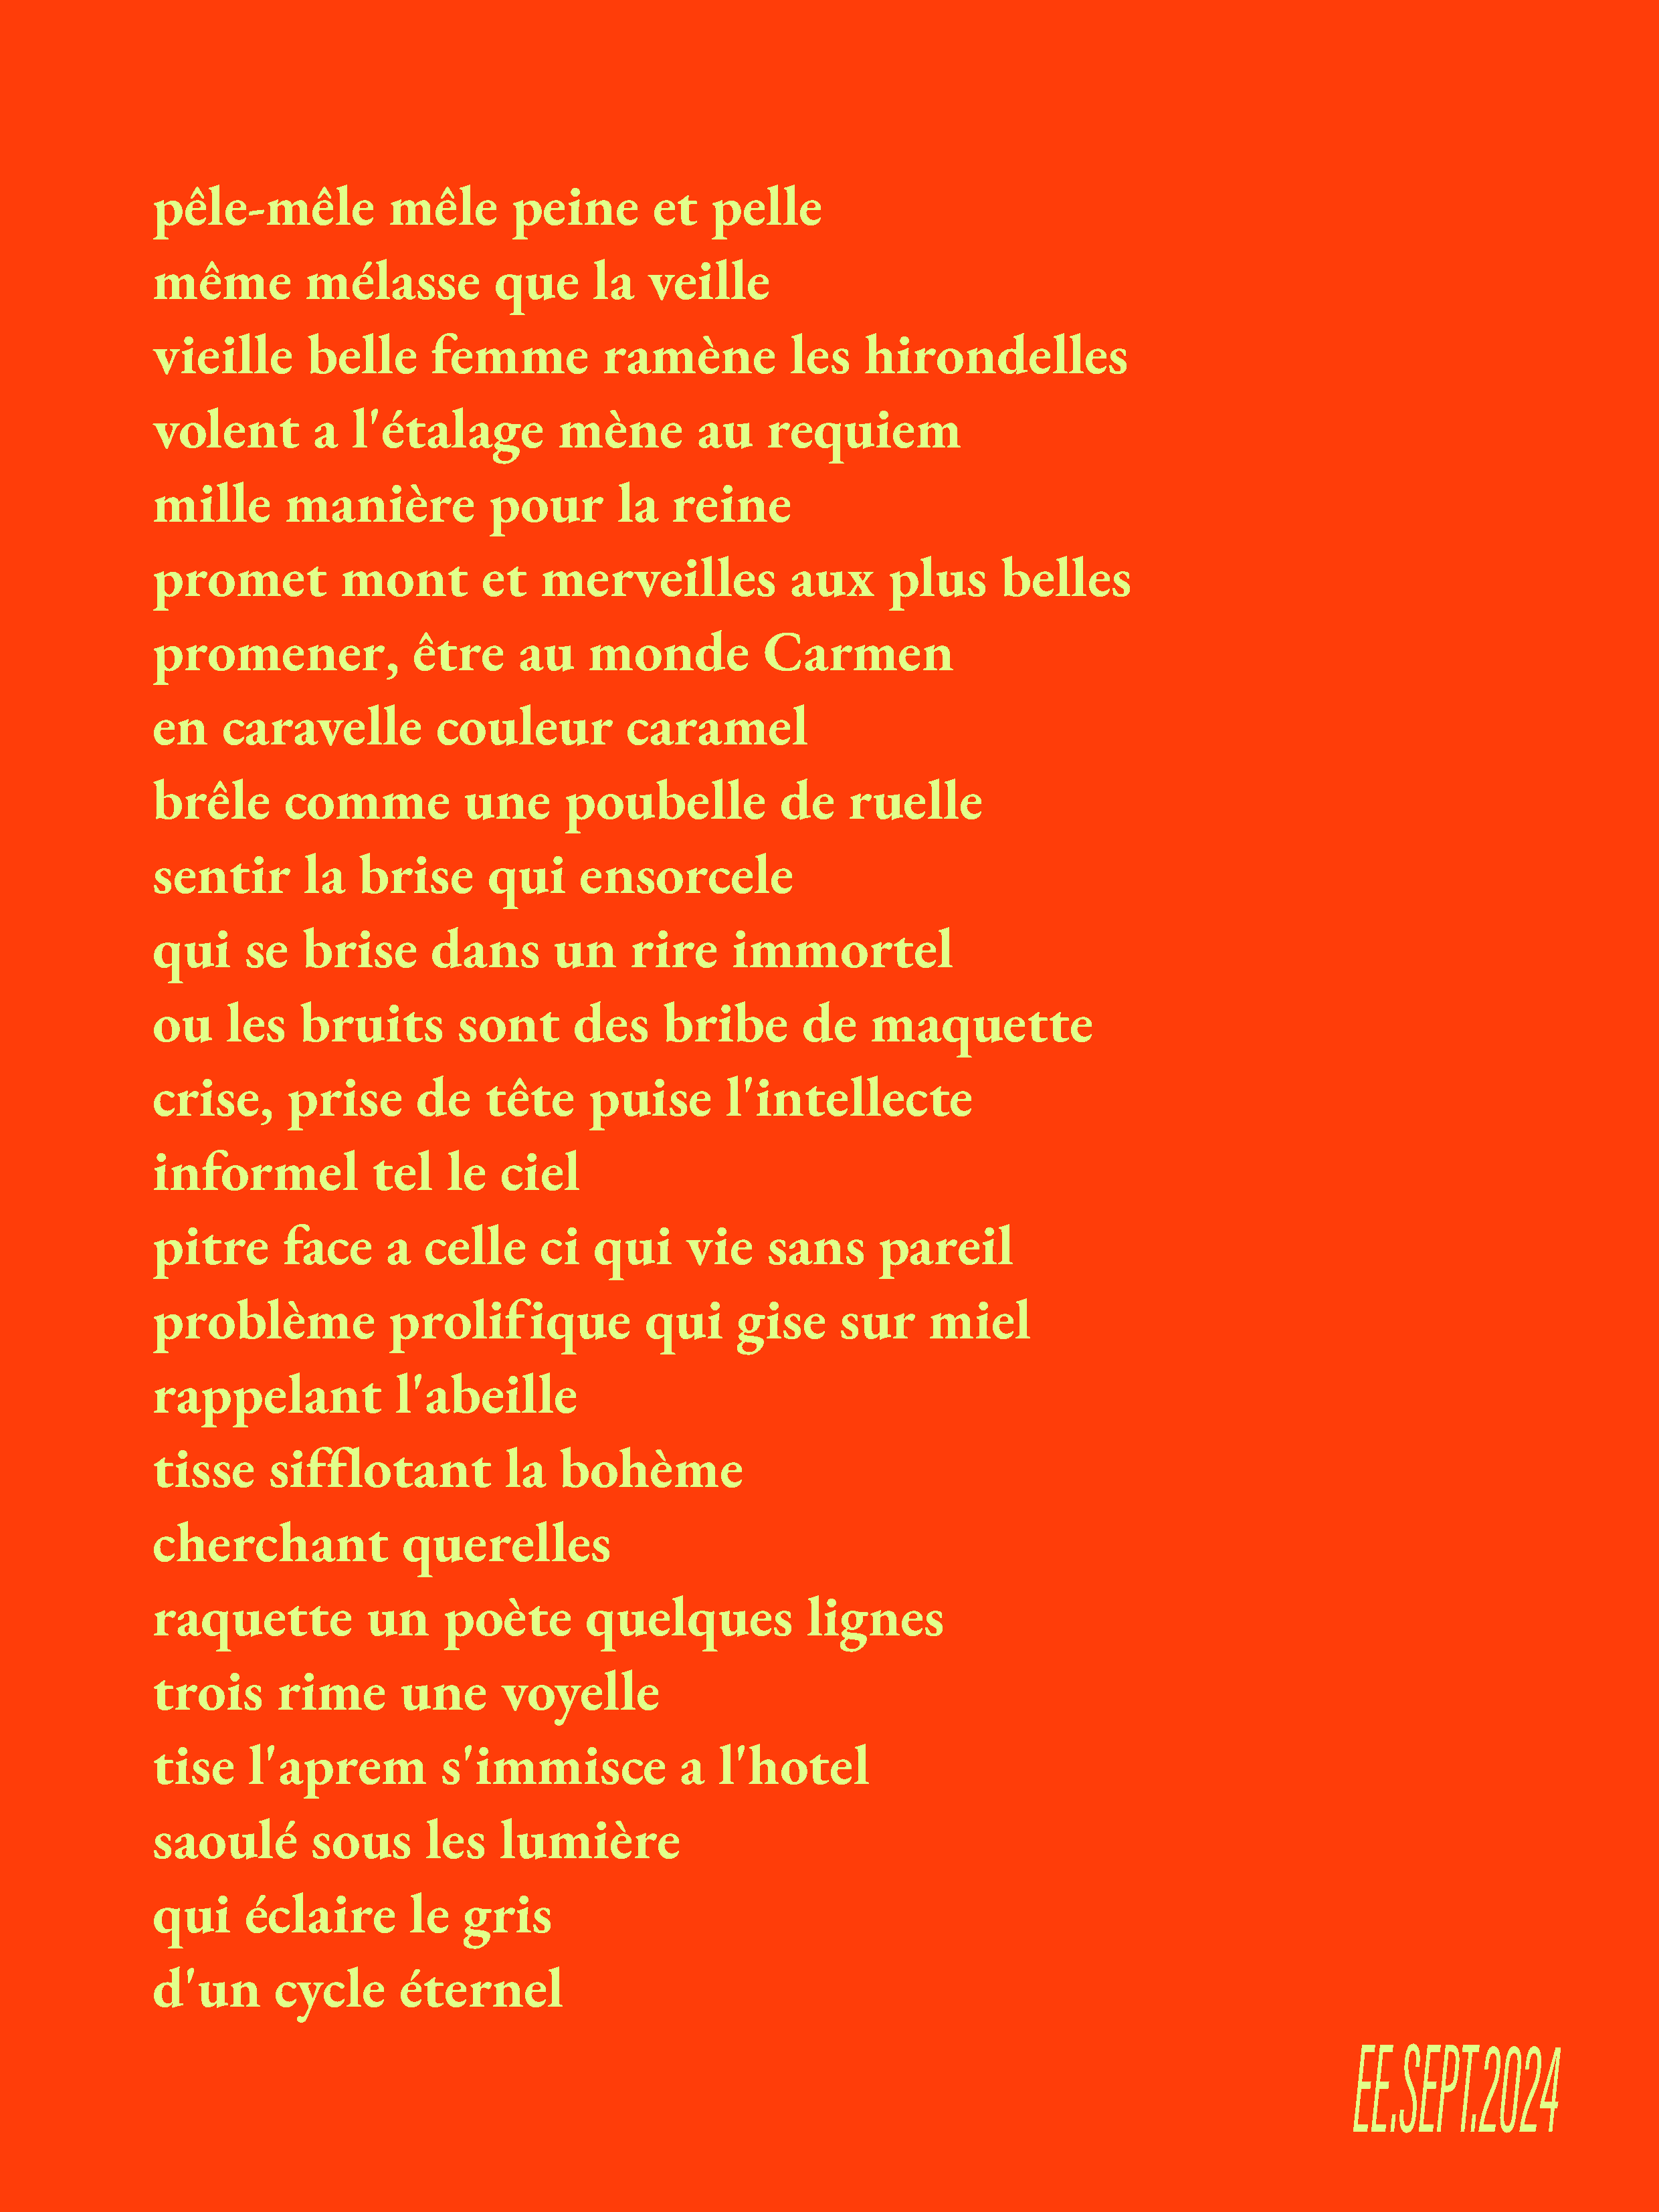 pêle-mêle mêle peine et pelle
même mélasse que la veille
vieille belle femme ramène les hirondelles
volent a l'étalage mène au requiem
mille manière pour la reine
promet mont et merveilles aux plus belles
promener, être au monde Carmen
en caravelle couleur caramel
brêle comme une poubelle de ruelle
sentir la brise qui ensorcele
qui se brise dans un rire immortel
ou les bruits sont des bribe de maquette
crise, prise de tête puise l'intellecte
informel tel le ciel
pitre face a celle ci qui vie sans pareil
problème prolifique qui gise sur miel
rappelant l'abeille
tisse sifflotant la bohème
cherchant querelles
raquette un poète quelques lignes
trois rime une voyelle
tise l'aprem s'immisce a l'hotel
saoulé sous les lumière
qui éclaire le gris
d'un cycle éternel
EE.SEPT.2024